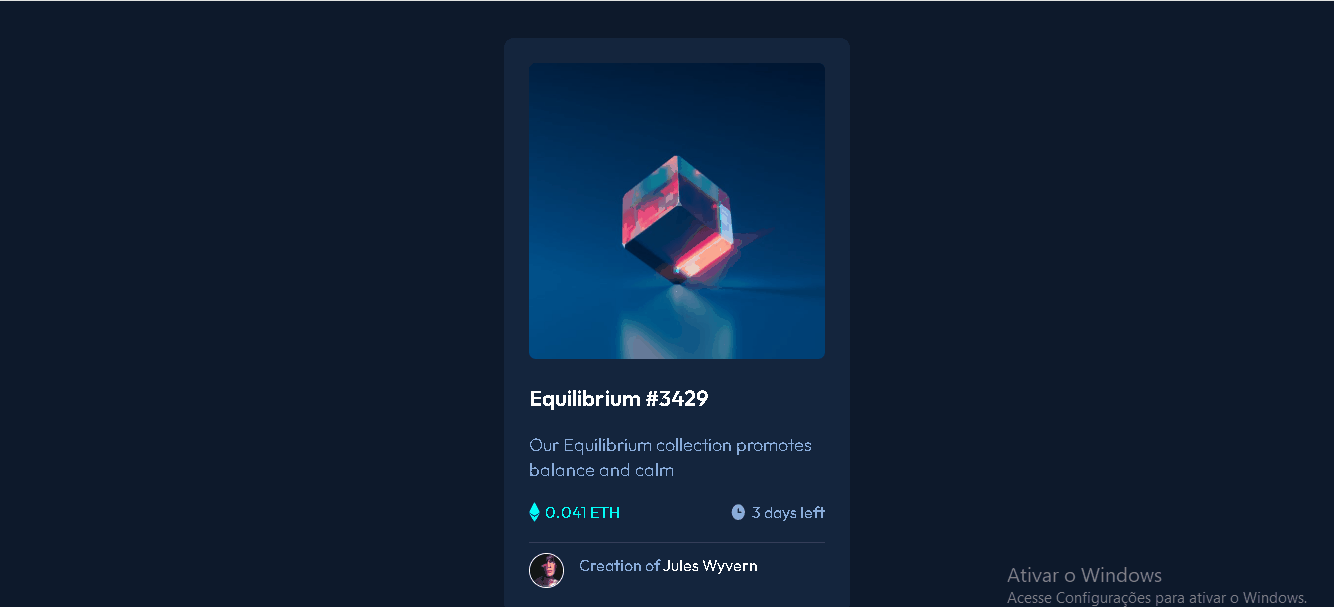 Equilibrium #3429
Our Equilibrium collection promotes
balance and calm
0.041 ETH
3 days left
Creation of Jules Wyvern
Ativar o Windows
Acesse Configurações para ativar o Windows.